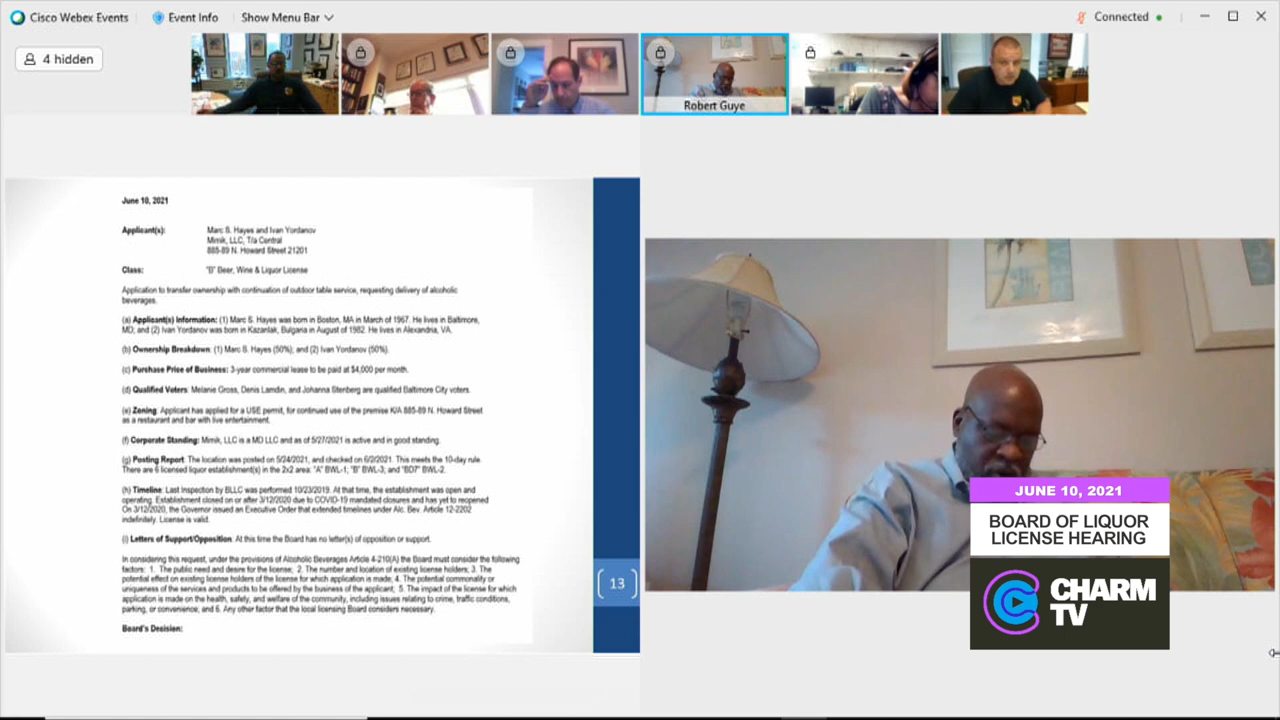 Cisco Webex Events
Event Info
Show Menu Bar
Connected
4 hidden
Robert Guye
June 10, 2021
Applicant(s): Marc S. Hayes and Ivan Yordanov
Mimik, LLC, T/a Central
885-89 N. Howard Street 21201
Class: "B" Beer, Wine & Liquor License
Application to transfer ownership with continuation of outdoor table service, requesting delivery of alcoholic
beverages.
(a) Applicant(s) Information: (1) Marc S. Hayes was born in Boston, MA in March of 1967. He lives in Baltimore,
MD; and (2) Ivan Yordanov was born in Kazanlak, Bulgaria in August of 1982. He lives in Alexandria, VA.
(b) Ownership Breakdown: (1) Marc S. Hayes (50%); and (2) Ivan Yordanov (50%).
(c) Purchase Price of Business: 3-year commercial lease to be paid at $4,000 per month.
(d) Qualified Voters: Melanie Gross, Denis Lamdin, and Johanna Stenberg are qualified Baltimore City voters.
(e) Zoning: Applicant has applied for a USE permit, for continued use of the premise K/A 885-89 N. Howard Street
as a restaurant and bar with live entertainment.
(f) Corporate Standing: Mimik, LLC is a MD LLC and as of 5/27/2021 is active and in good standing.
(g) Posting Report: The location was posted on 5/24/2021, and checked on 6/2/2021. This meets the 10-day rule.
There are 6 licensed liquor establishment(s) in the 2x2 area: "A" BWL-1; "B" BWL-3; and "BD7" BWL-2.
(h) Timeline: Last Inspection by BLLC was performed 10/23/2019. At that time, the establishment was open and
operating. Establishment closed on or after 3/12/2020 due to COVID-19 mandated closures and has yet to reopened
On 3/12/2020, the Governor issued an Executive Order that extended timelines under Alc. Bev. Article 12-2202
indefinitely. License is valid.
(i) Letters of Support/Opposition: At this time the Board has no letter(s) of opposition or support.
In considering this request, under the provisions of Alcoholic Beverages Article 4-210(A) the Board must consider the following
factors: 1. The public need and desire for the license; 2. The number and location of existing license holders; 3. The
potential effect on existing license holders of the license for which application is made; 4. The potential commonality or
uniqueness of the services and products to be offered by the business of the applicant; 5. The impact of the license for which
application is made on the health, safety, and welfare of the community, including issues relating to crime, traffic conditions,
parking, or convenience, and 6. Any other factor that the local licensing Board considers necessary.
Board's Decision:
13
JUNE 10, 2021
BOARD OF LIQUOR
LICENSE HEARING
CHARM
TV